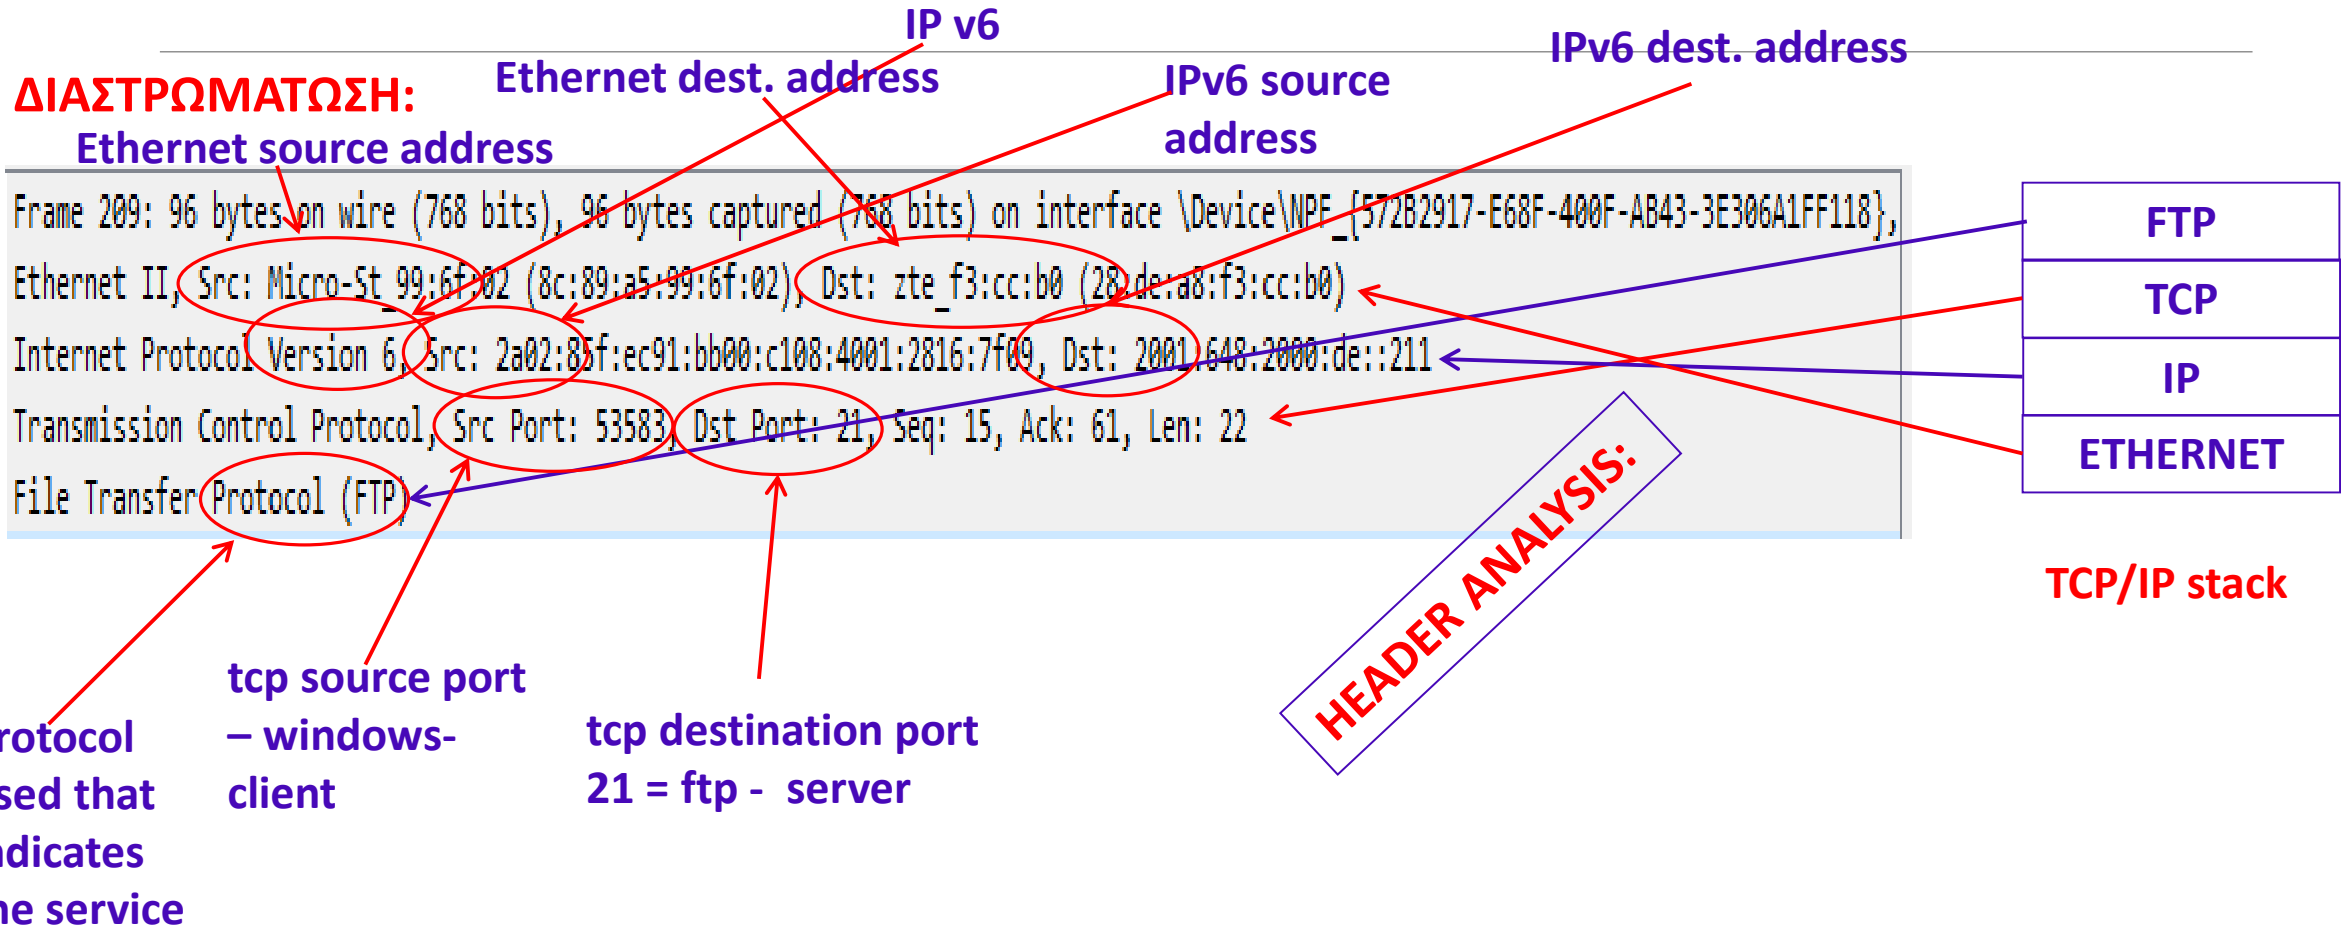 IP v6
IPv6 dest. address
Ethernet dest. address
IPv6 source
address
ΔΙΑΣΤΡΩΜΑΤΩΣΗ:
Ethernet source address
Frame 209: 96 bytes on wire (768 bits), 96 bytes captured (768 bits) on interface \Device\NPF_{572B2917-E68F-400F-AB43-3E306A1FF118},
Ethernet II, Src: Micro-St_99:6f:02 (8c:89:a5:99:6f:02), Dst: zte_f3:cc:b0 (28:de:a8:f3:cc:b0)
Internet Protocol Version 6, Src: 2a02:85f:ec91:bb00:c108:4001:2816:7f09, Dst: 2001:648:2000:de::211
Transmission Control Protocol, Src Port: 53583, Dst Port: 21, Seq: 15, Ack: 61, Len: 22
File Transfer Protocol (FTP)
FTP
TCP
IP
ETHERNET
TCP/IP stack
HEADER ANALYSIS:
rotocol
sed that
ndicates
he service
tcp source port
– windows-
client
tcp destination port
21 = ftp - server